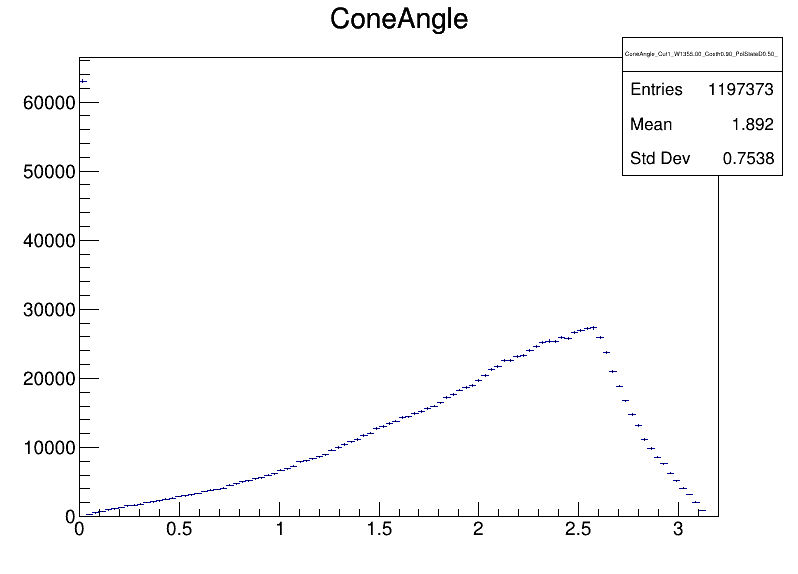 ConeAngle
ConeAngle_Cut1_W1355.00_Costh0.90_PolStateD0.50_
Entries 1197373
Mean 1.892
Std Dev 0.7538
60000
50000
40000
30000
20000
10000
0
0 0.5 1 1.5 2 2.5 3